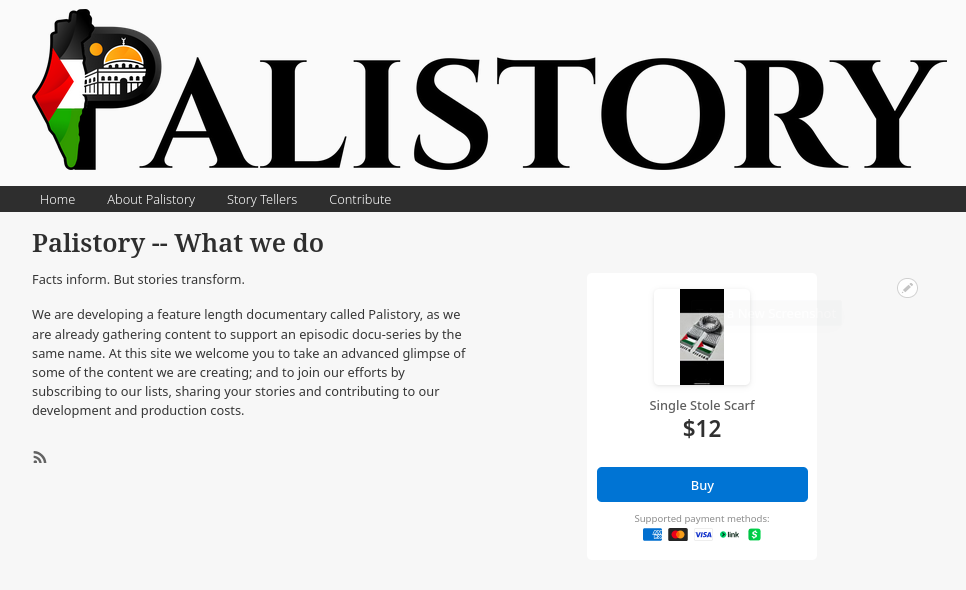 PALISTORY
Home About Palistory Story Tellers Contribute
Palistory -- What we do
Facts inform. But stories transform.
We are developing a feature length documentary called Palistory, as we
are already gathering content to support an episodic docu-series by the
same name. At this site we welcome you to take an advanced glimpse of
some of the content we are creating; and to join our efforts by
subscribing to our lists, sharing your stories and contributing to our
development and production costs.
Single Stole Scarf
$12
Buy
Supported payment methods:
VISA link